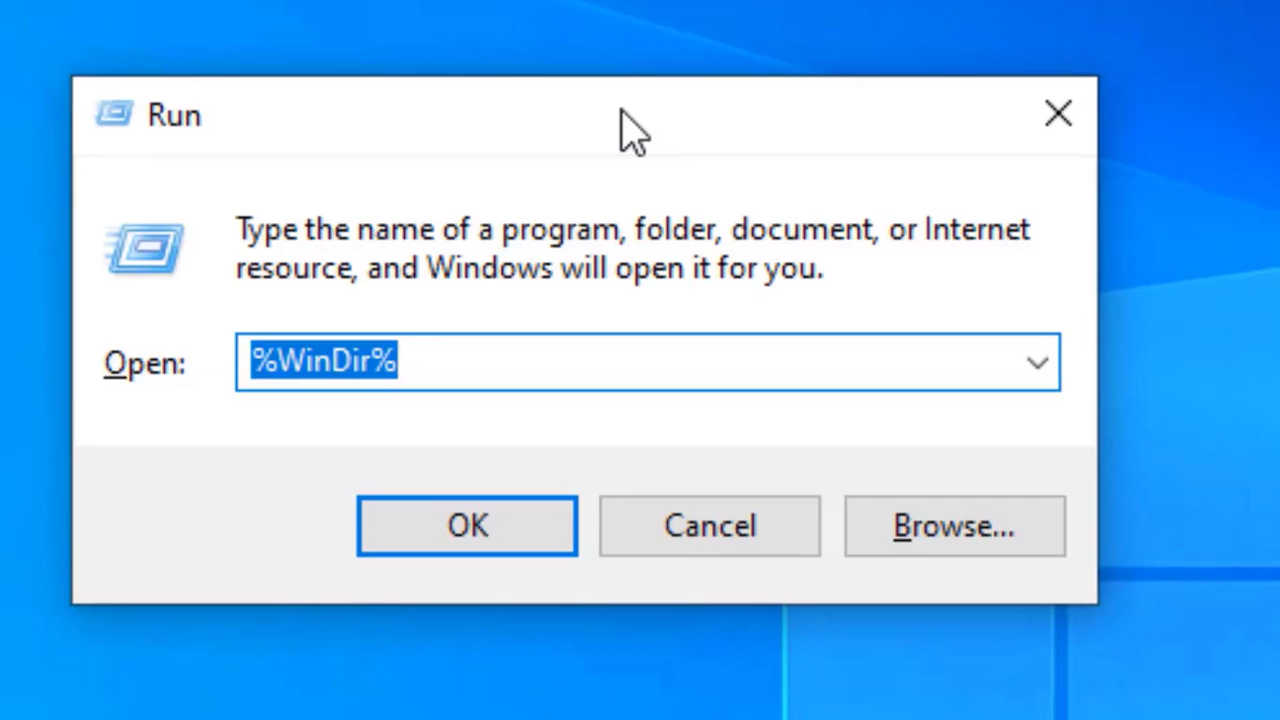 Run
Type the name of a program, folder, document, or Internet
resource, and Windows will open it for you.
Open: %WinDir%
OK Cancel Browse...